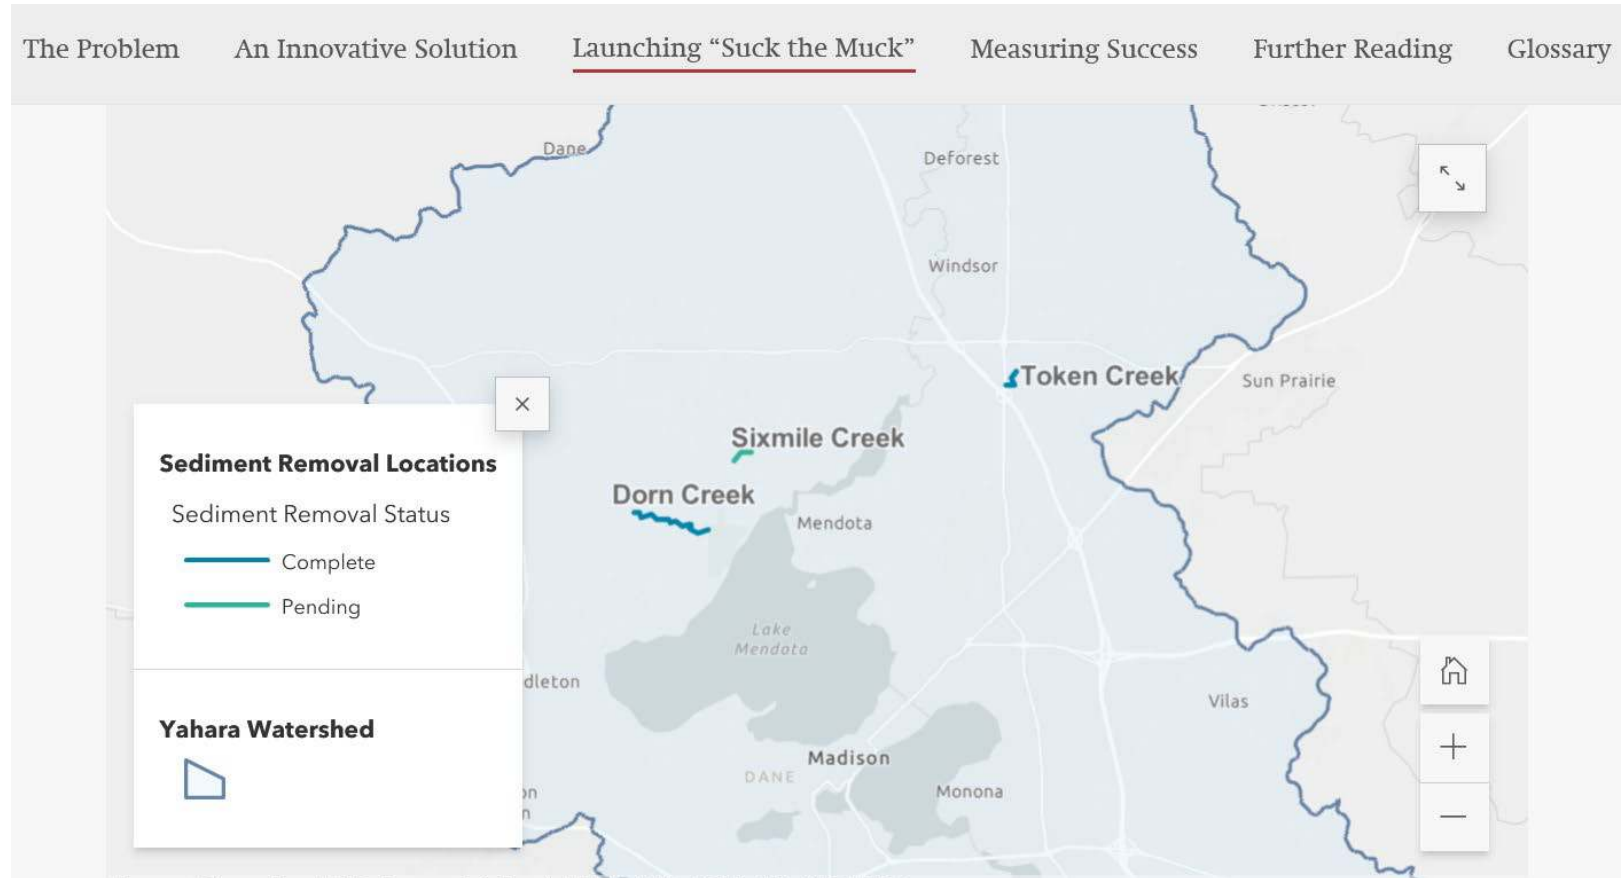 The Problem
An Innovative Solution
Launching “Suck the Muck”
Measuring Success
Further Reading
Glossary
Dane
Deforest
Windsor
Token Creek
Sun Prairie
Sixmile Creek
Dorn Creek
Mendota
Sediment Removal Locations
Sediment Removal Status
Complete
Pending
Lake
Mendota
dleton
Vilas
Yahara Watershed
Madison
DANE
Monona
on
n